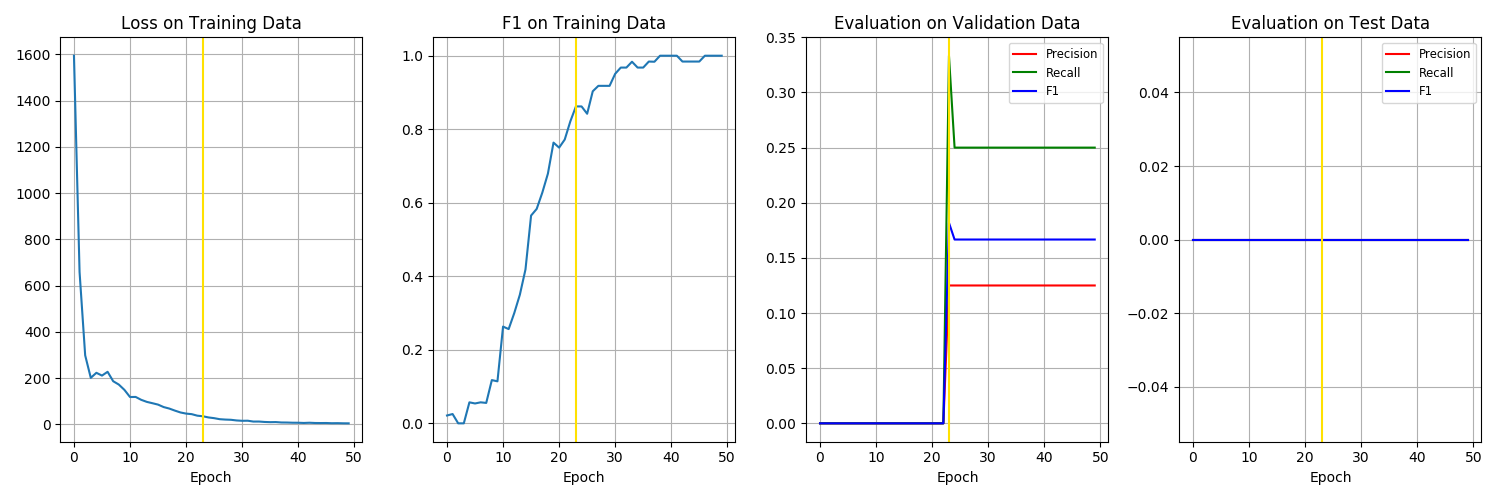 Loss on Training Data
1600
1400
1200
1000
800
600
400
200
0
0 10 20 30 40 50
Epoch
F1 on Training Data
1.0
0.8
0.6
0.4
0.2
0.0
0 10 20 30 40 50
Epoch
Evaluation on Validation Data
0.35
0.30
0.25
0.20
0.15
0.10
0.05
0.00
Precision
Recall
F1
0 10 20 30 40 50
Epoch
Evaluation on Test Data
0.04
0.02
0.00
−0.02
−0.04
Precision
Recall
F1
0 10 20 30 40 50
Epoch